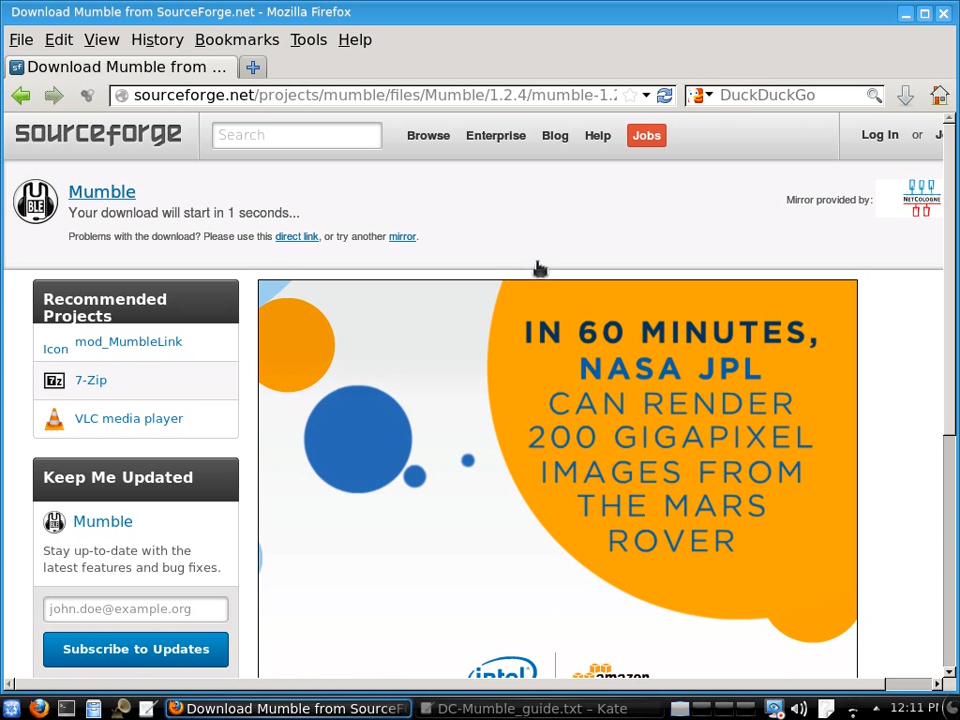 Download Mumble from SourceForge.net - Mozilla Firefox
File Edit View History Bookmarks Tools Help
Download Mumble from ...
sourceforge.net/projects/mumble/files/Mumble/1.2.4/mumble-1.2
DuckDuckGo
sourceforge
Search
Browse Enterprise Blog Help Jobs
Log In or
Mumble
Your download will start in 1 seconds...
Problems with the download? Please use this direct link, or try another mirror.
Mirror provided by:
NETCOLOGNE
Recommended
Projects
Icon mod_MumbleLink
7z 7-Zip
VLC media player
Keep Me Updated
Mumble
Stay up-to-date with the
latest features and bug fixes.
john.doe@example.org
Subscribe to Updates
IN 60 MINUTES,
NASA JPL
CAN RENDER
200 GIGAPIXEL
IMAGES FROM
THE MARS
ROVER
intel
amazon
Download Mumble from SourceF
DC-Mumble_guide.txt – Kate
12:11 PM